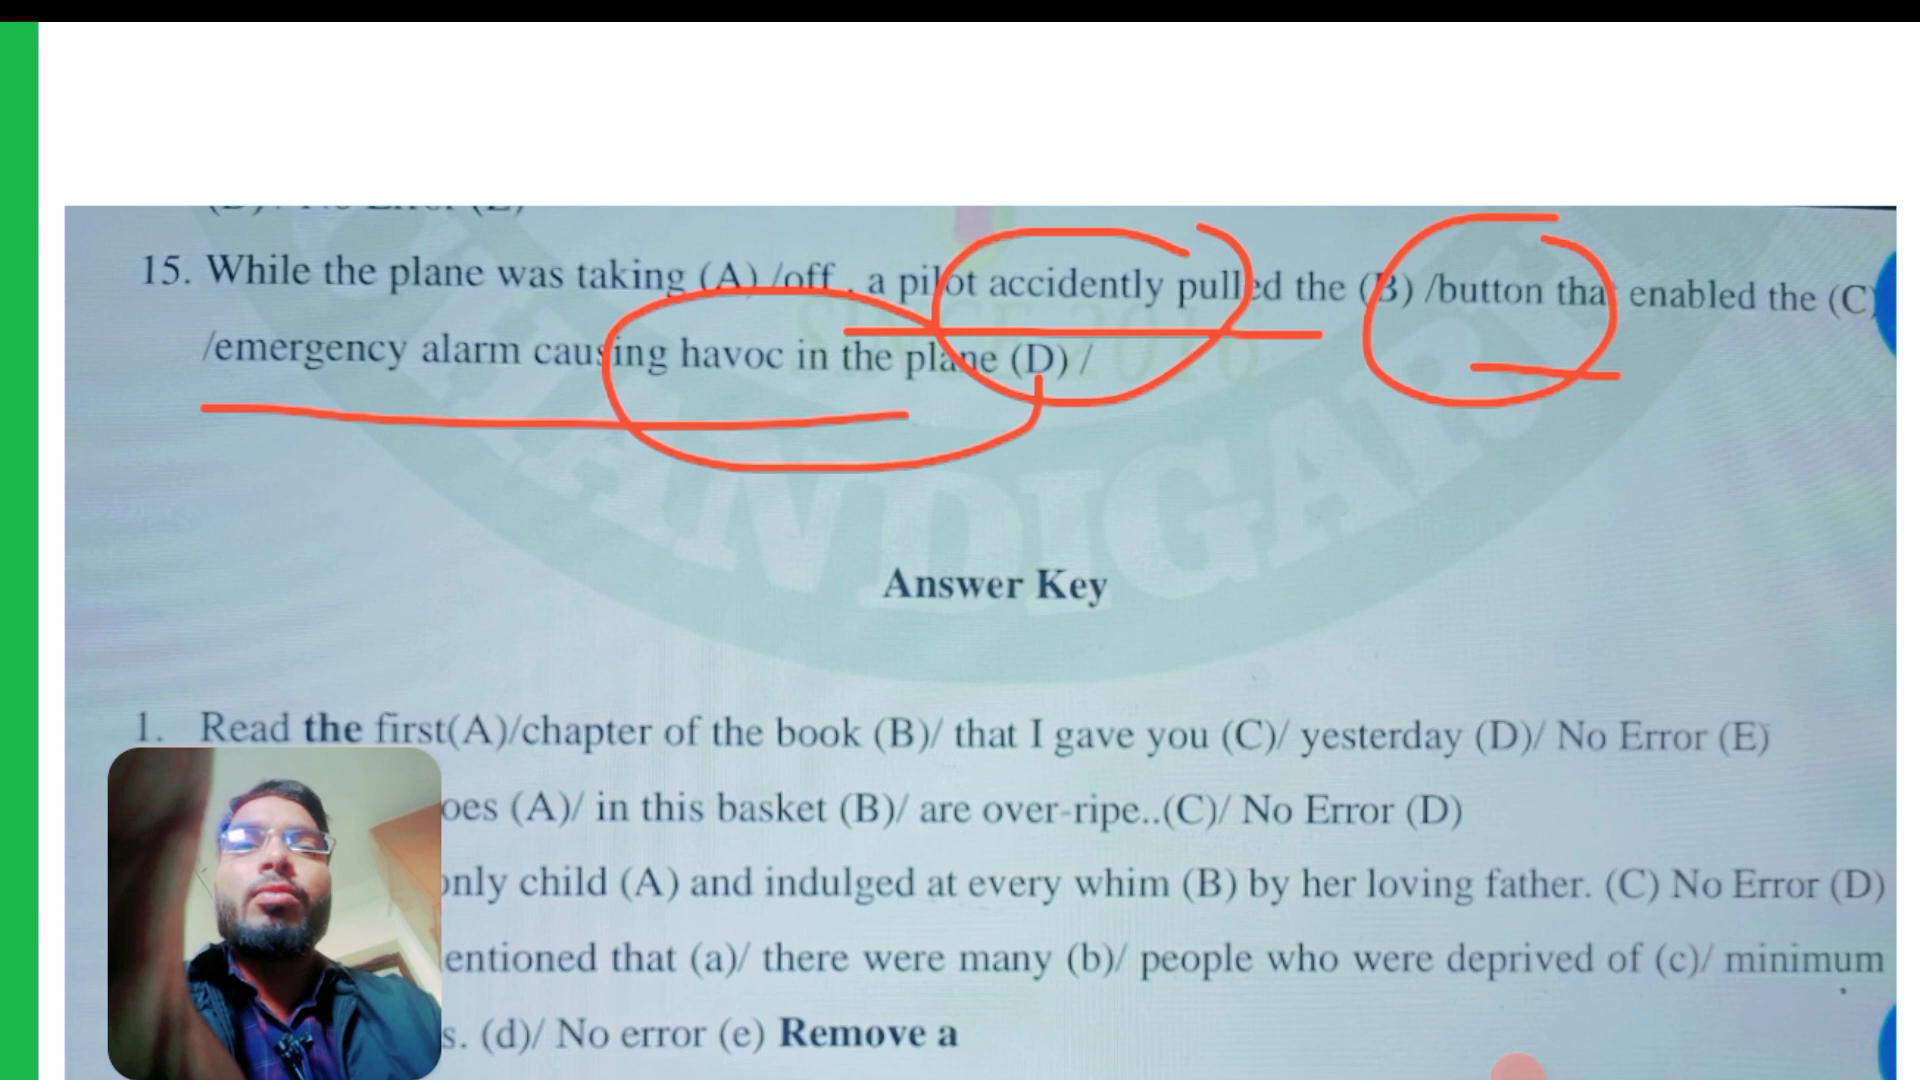 15. While the plane was taking (A) /off , a pilot accidently pulled the (B) /button that enabled the (C)
/emergency alarm causing havoc in the plane (D) /
CHANDIGARH
Answer Key
1. Read the first(A)/chapter of the book (B)/ that I gave you (C)/ yesterday (D)/ No Error (E)
oes (A)/ in this basket (B)/ are over-ripe..(C)/ No Error (D)
only child (A) and indulged at every whim (B) by her loving father. (C) No Error (D)
entioned that (a)/ there were many (b)/ people who were deprived of (c)/ minimum
s. (d)/ No error (e) Remove a